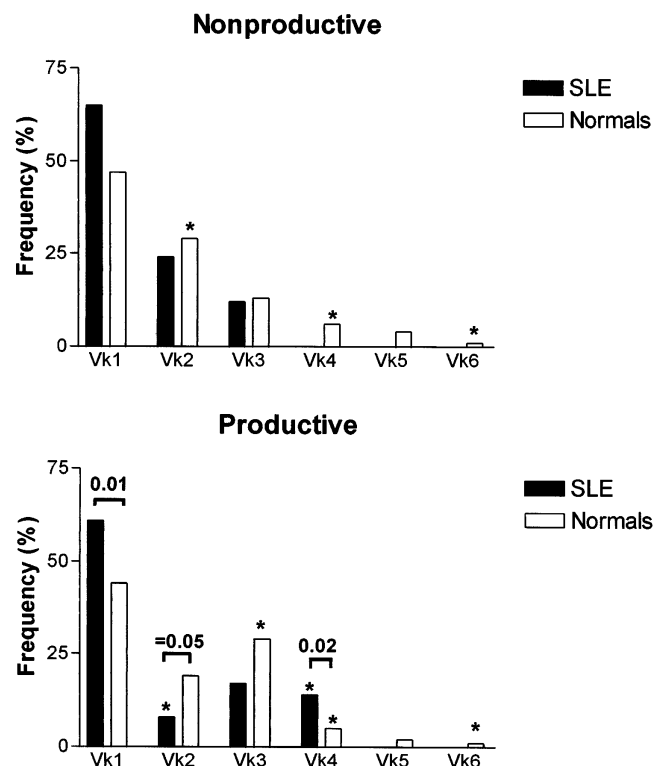 Nonproductive
75
50
25
0
Frequency (%)
SLE
Normals
*
*
*
Vk1 Vk2 Vk3 Vk4 Vk5 Vk6
Productive
75
50
25
0
Frequency (%)
SLE
Normals
0.01
=0.05
0.02
*
*
*
*
*
Vk1 Vk2 Vk3 Vk4 Vk5 Vk6